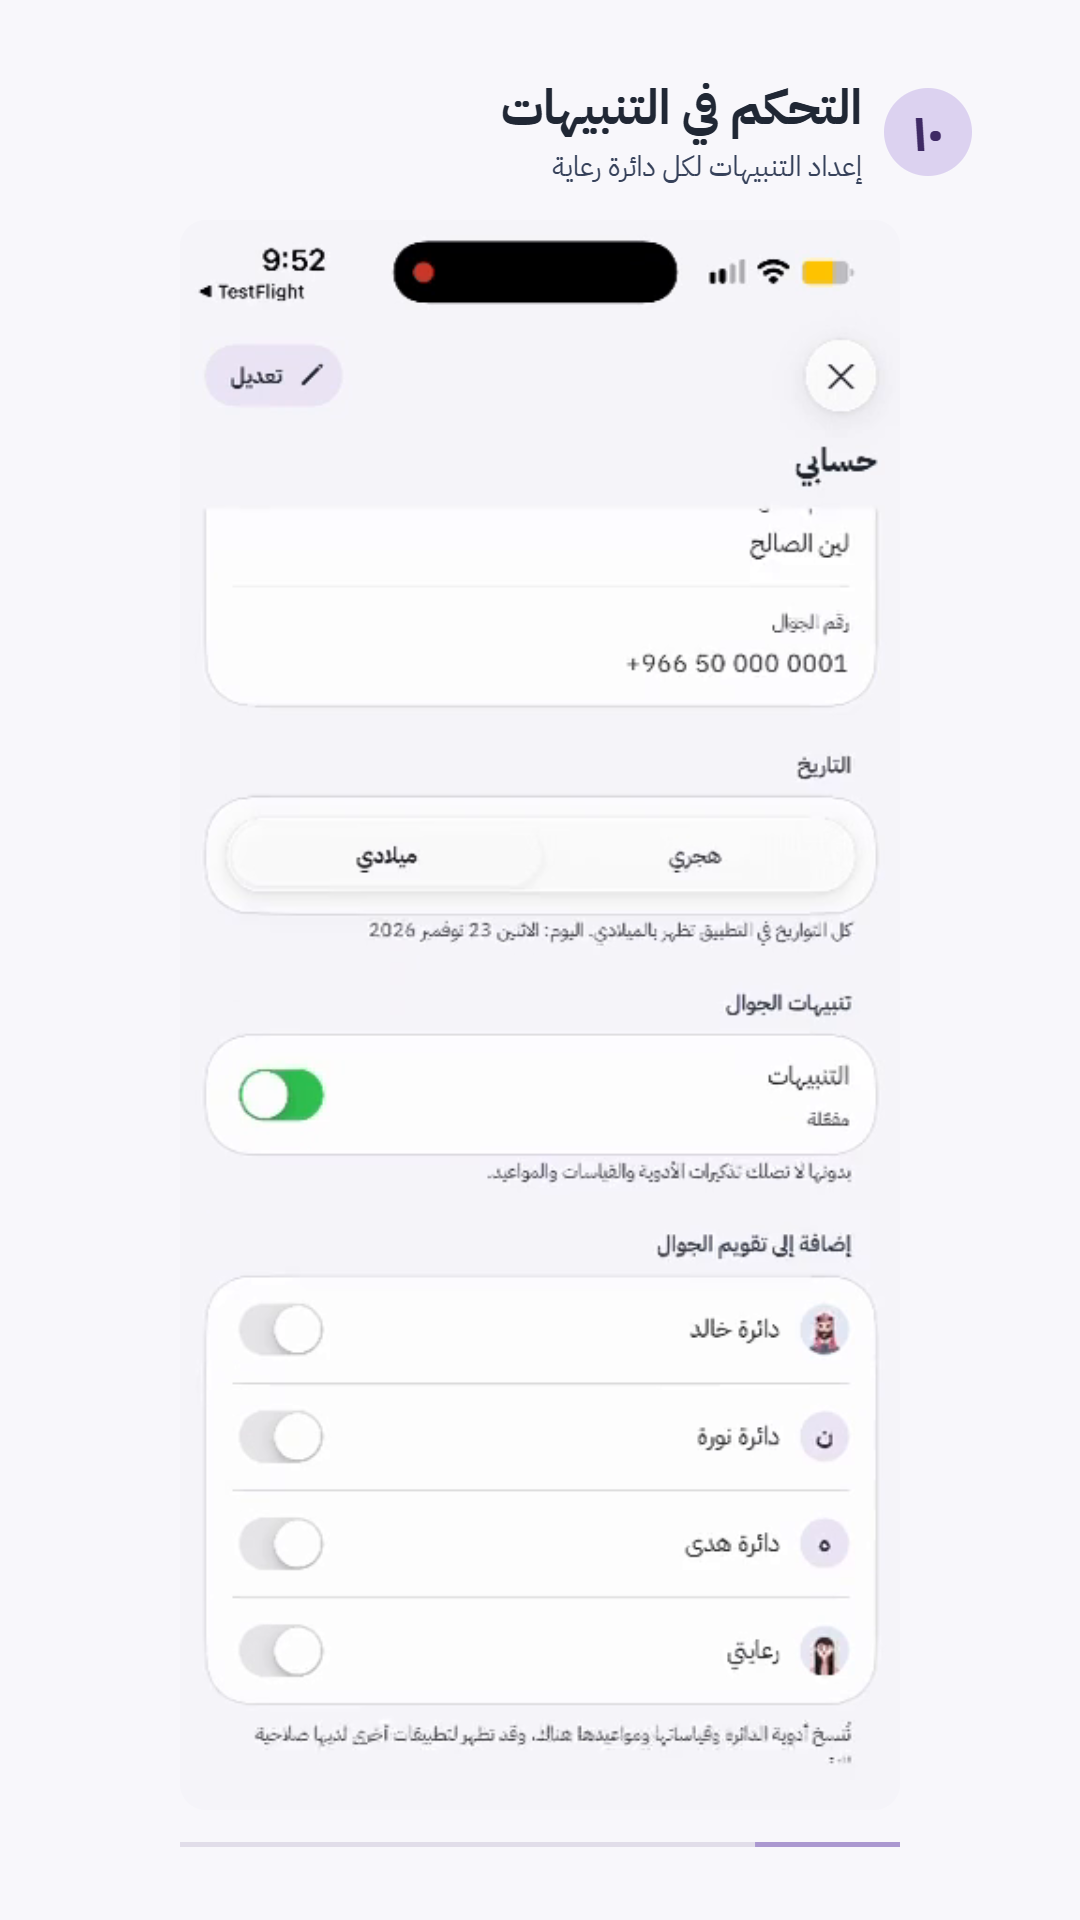 ١٠
التحكم في التنبيهات
إعداد التنبيهات لكل دائرة رعاية
9:52
◀ TestFlight
تعديل
حسابي
لين الصالح
رقم الجوال
+966 50 000 0001
التاريخ
هجري
ميلادي
كل التواريخ في التطبيق تظهر بالميلادي. اليوم: الاثنين 23 نوفمبر 2026
تنبيهات الجوال
التنبيهات
مفعّلة
بدونها لا تصلك تذكيرات الأدوية والقياسات والمواعيد.
إضافة إلى تقويم الجوال
دائرة خالد
ن
دائرة نورة
ه
دائرة هدى
رعايتي
تُنسخ أدوية الدائرة وقياساتها ومواعيدها هناك، وقد تظهر لتطبيقات أخرى لديها صلاحية